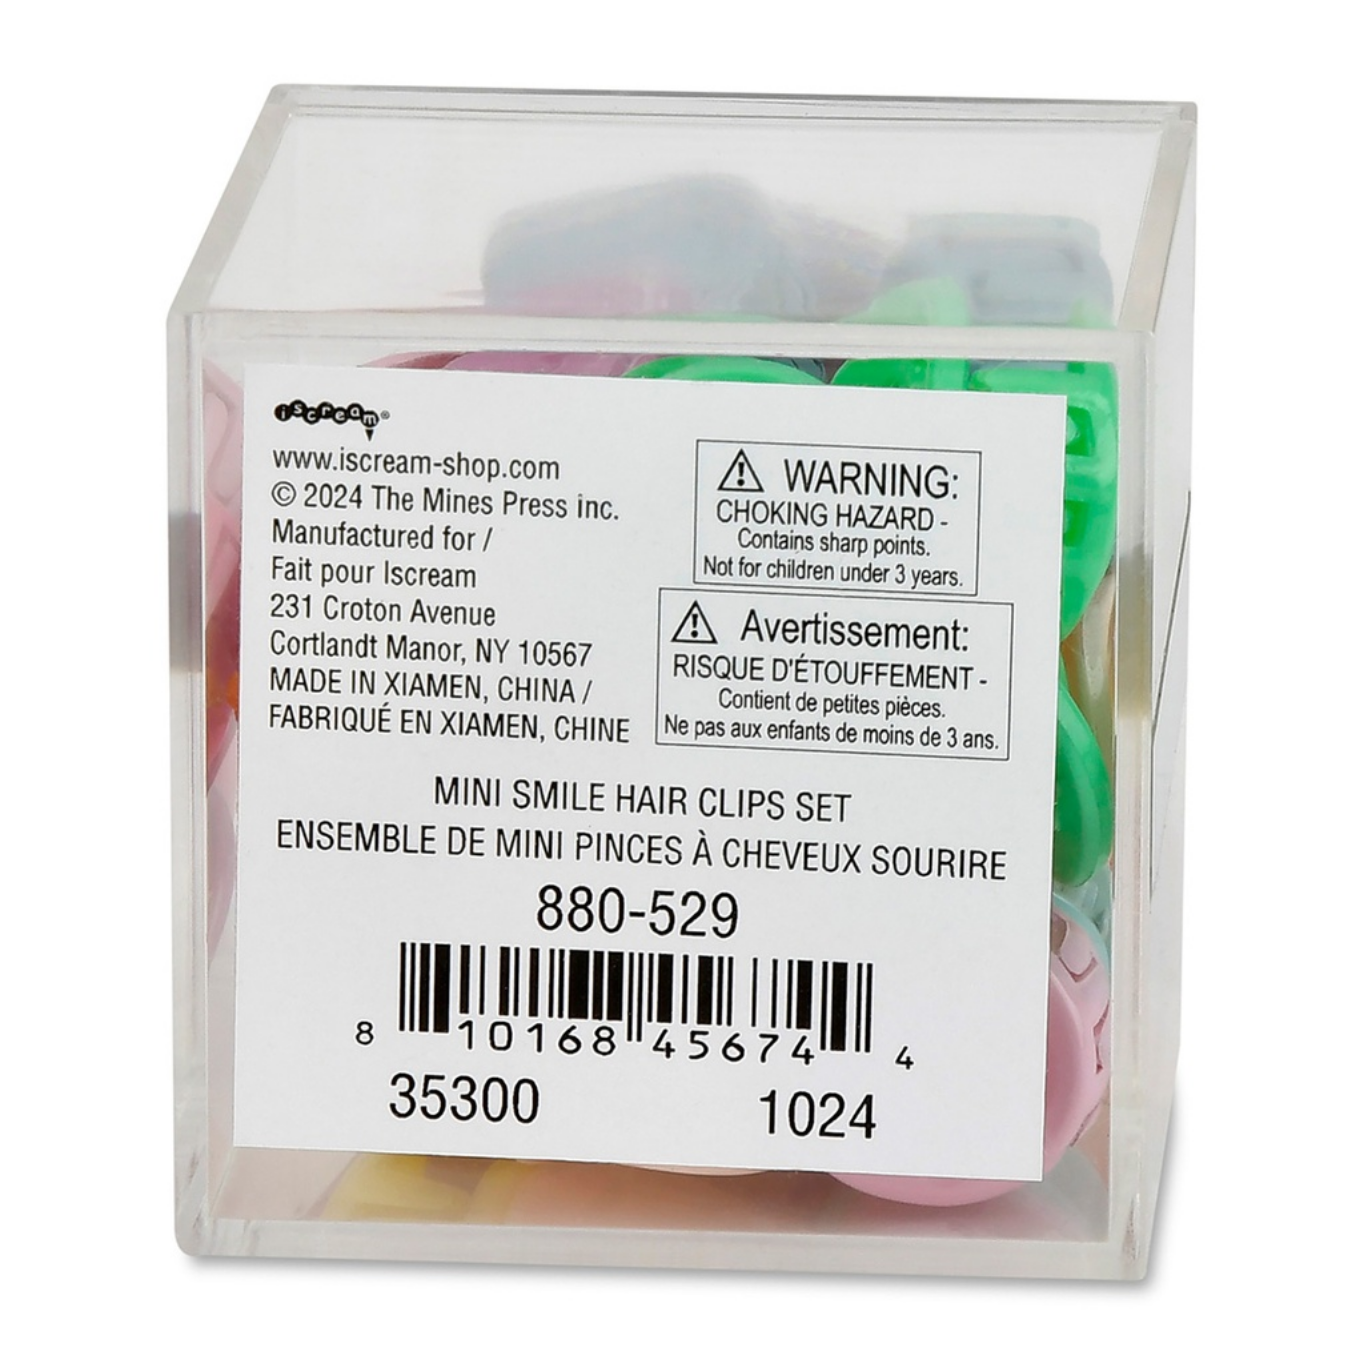 iscream®
www.iscream-shop.com
© 2024 The Mines Press inc.
Manufactured for /
Fait pour Iscream
231 Croton Avenue
Cortlandt Manor, NY 10567
MADE IN XIAMEN, CHINA /
FABRIQUÉ EN XIAMEN, CHINE
WARNING:
CHOKING HAZARD -
Contains sharp points.
Not for children under 3 years.
Avertissement:
RISQUE D'ÉTOUFFEMENT -
Contient de petites pièces.
Ne pas aux enfants de moins de 3 ans.
MINI SMILE HAIR CLIPS SET
ENSEMBLE DE MINI PINCES À CHEVEUX SOURIRE
880-529
8 10168 45674 4
35300 1024